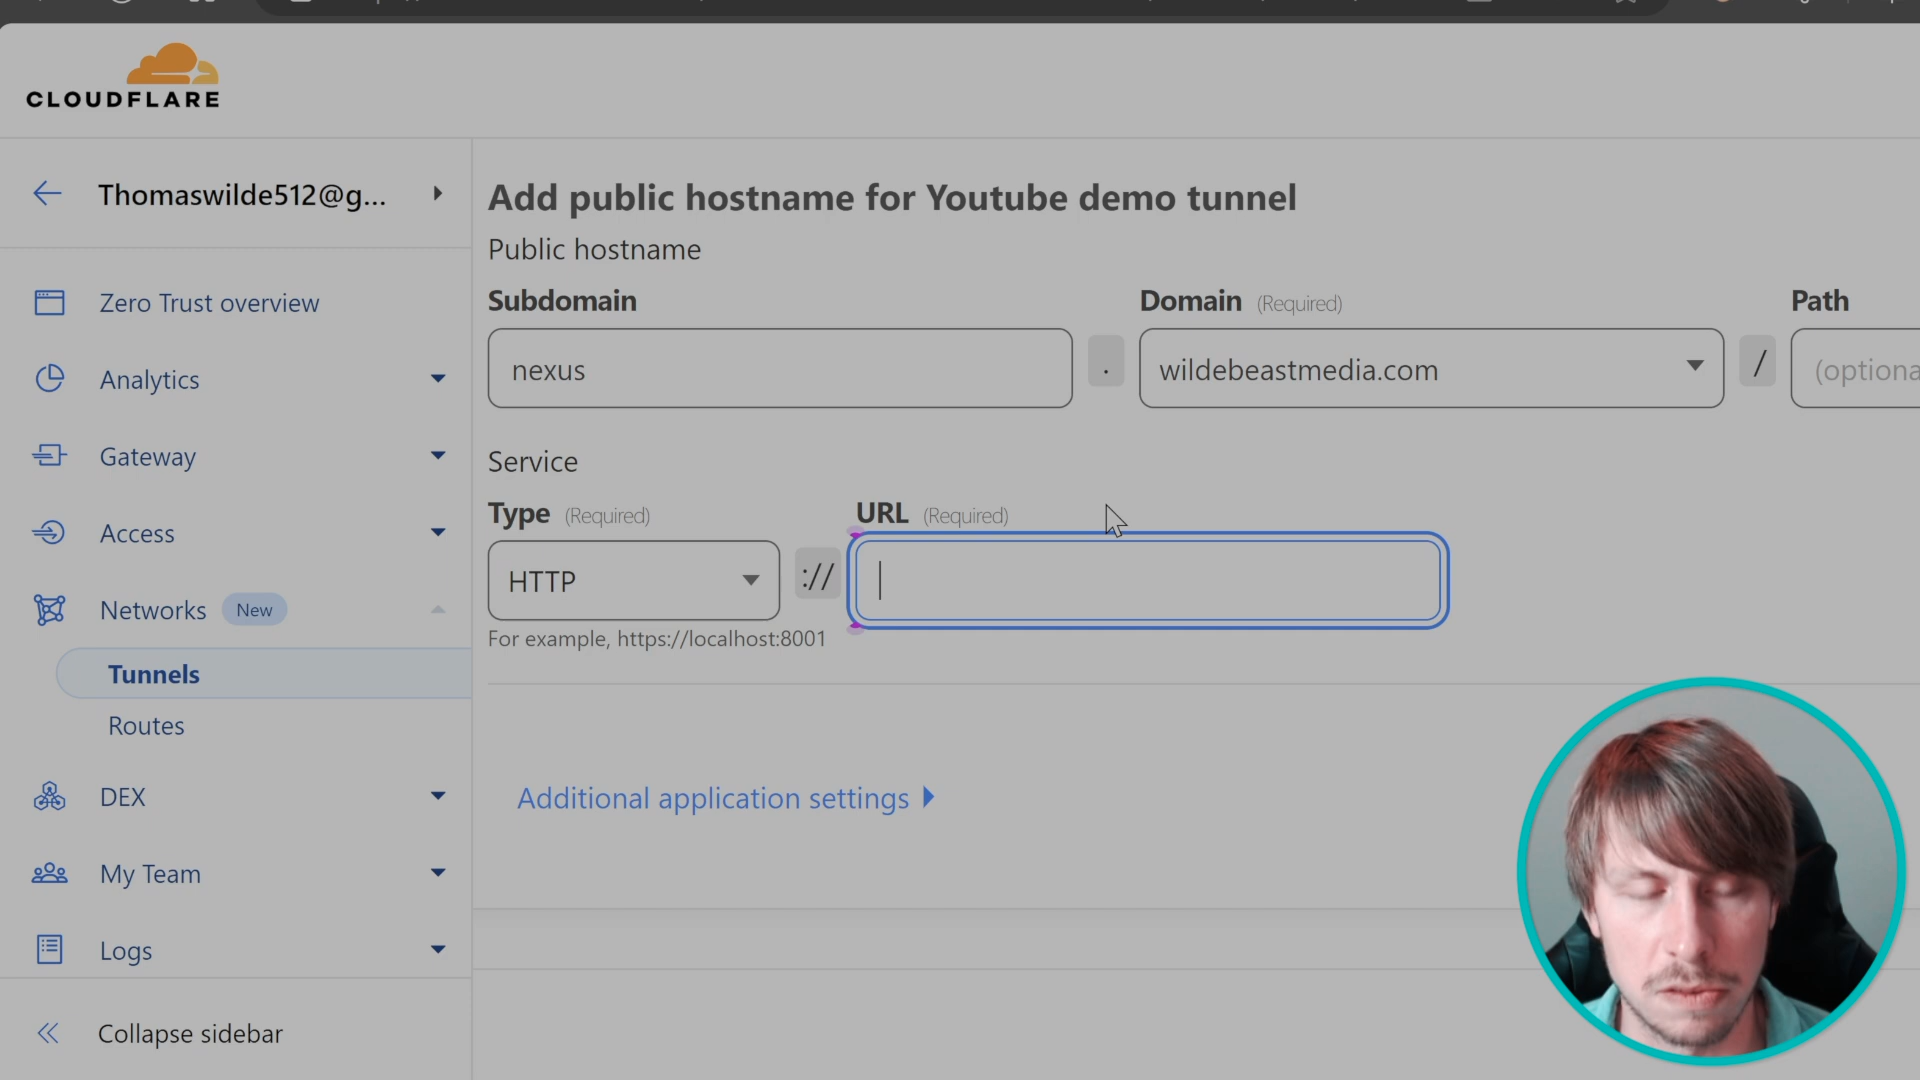 CLOUDFLARE
Thomaswilde512@g...
Zero Trust overview
Analytics
Gateway
Access
Networks New
Tunnels
Routes
DEX
My Team
Logs
Collapse sidebar
Add public hostname for Youtube demo tunnel
Public hostname
Subdomain Domain (Required) Path
nexus . wildebeastmedia.com / (optiona
Service
Type (Required) URL (Required)
HTTP ://
For example, https://localhost:8001
Additional application settings